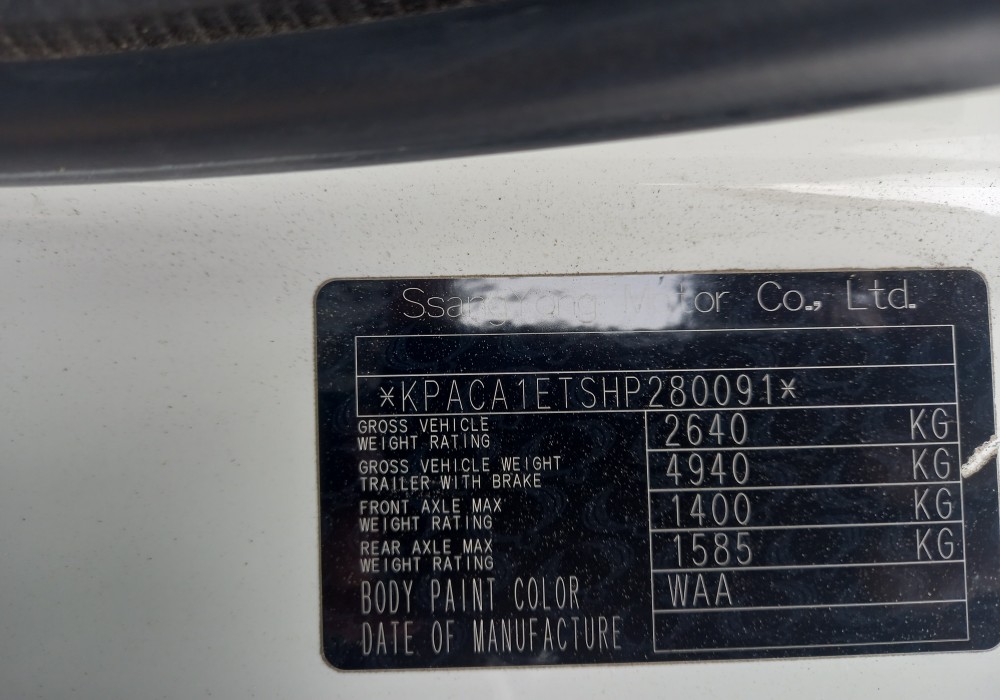 Ssangyong Motor Co., Ltd.
*KPACA1ETSHP280091*
GROSS VEHICLE WEIGHT RATING 2640 KG
GROSS VEHICLE WEIGHT TRAILER WITH BRAKE 4940 KG
FRONT AXLE MAX WEIGHT RATING 1400 KG
REAR AXLE MAX WEIGHT RATING 1585 KG
BODY PAINT COLOR WAA
DATE OF MANUFACTURE